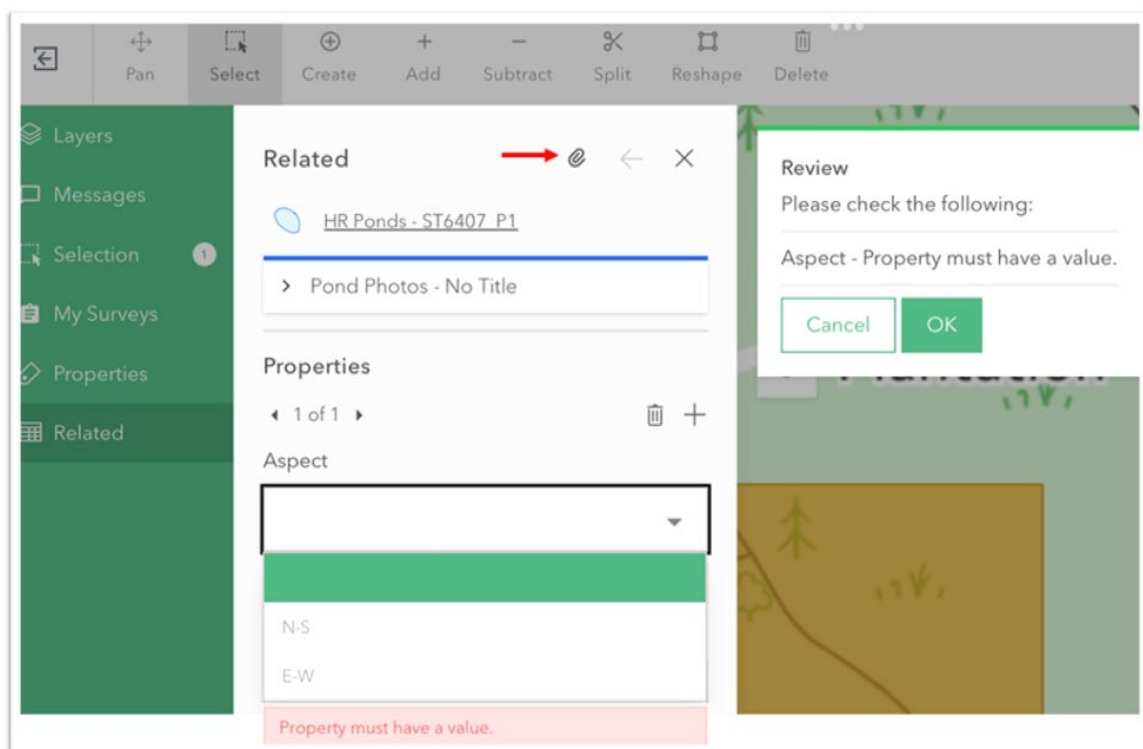 Pan
Select
Create
Add
Subtract
Split
Reshape
Delete
Layers
Messages
Selection 1
My Surveys
Properties
Related
Related
HR Ponds - ST6407_P1
Pond Photos - No Title
Properties
1 of 1
Aspect
N-S
E-W
Property must have a value.
Review
Please check the following:
Aspect - Property must have a value.
Cancel
OK